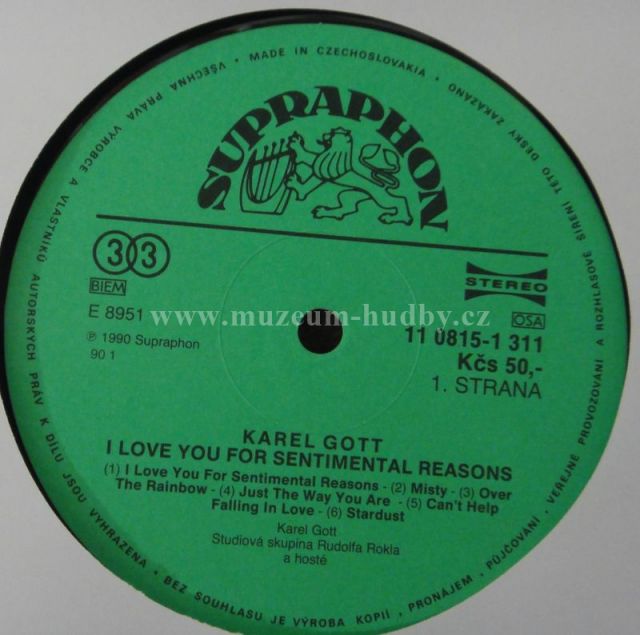 VŠECHNA PRÁVA VÝROBCE A VLASTNÍKŮ AUTORSKÝCH PRÁV K DÍLU JSOU VYHRAZENA • BEZ SOUHLASU JE VÝROBA KOPIÍ, PRONÁJEM, PŮJČOVÁNÍ, VEŘEJNÉ PROVOZOVÁNÍ A ROZHLASOVÉ ŠÍŘENÍ TÉTO DESKY ZAKÁZÁNO • MADE IN CZECHOSLOVAKIA •
SUPRAPHON
33
BIEM
STEREO
E 8951
OSA
www.muzeum-hudby.cz
℗ 1990 Supraphon
11 0815-1 311
90 1
Kčs 50,-
1. STRANA
KAREL GOTT
I LOVE YOU FOR SENTIMENTAL REASONS
(1) I Love You For Sentimental Reasons - (2) Misty - (3) Over
The Rainbow - (4) Just The Way You Are - (5) Can't Help
Falling In Love - (6) Stardust
Karel Gott
Studiová skupina Rudolfa Rokla
a hosté